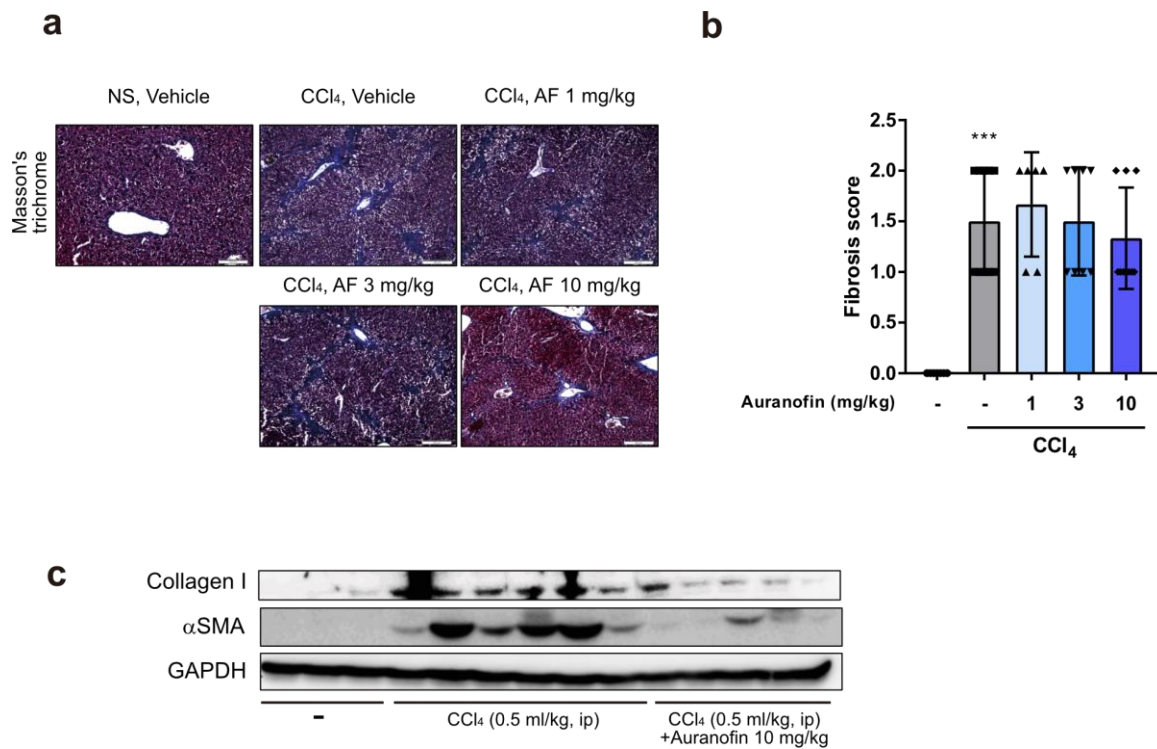 a
NS, Vehicle
CCl₄, Vehicle
CCl₄, AF 1 mg/kg
Masson's
trichrome
CCl₄, AF 3 mg/kg
CCl₄, AF 10 mg/kg
b
Fibrosis score
2.5
2.0
1.5
1.0
0.5
0.0
***
Auranofin (mg/kg)
- - 1 3 10
CCl₄
c
Collagen I
αSMA
GAPDH
-
CCl₄ (0.5 ml/kg, ip)
CCl₄ (0.5 ml/kg, ip)
+Auranofin 10 mg/kg